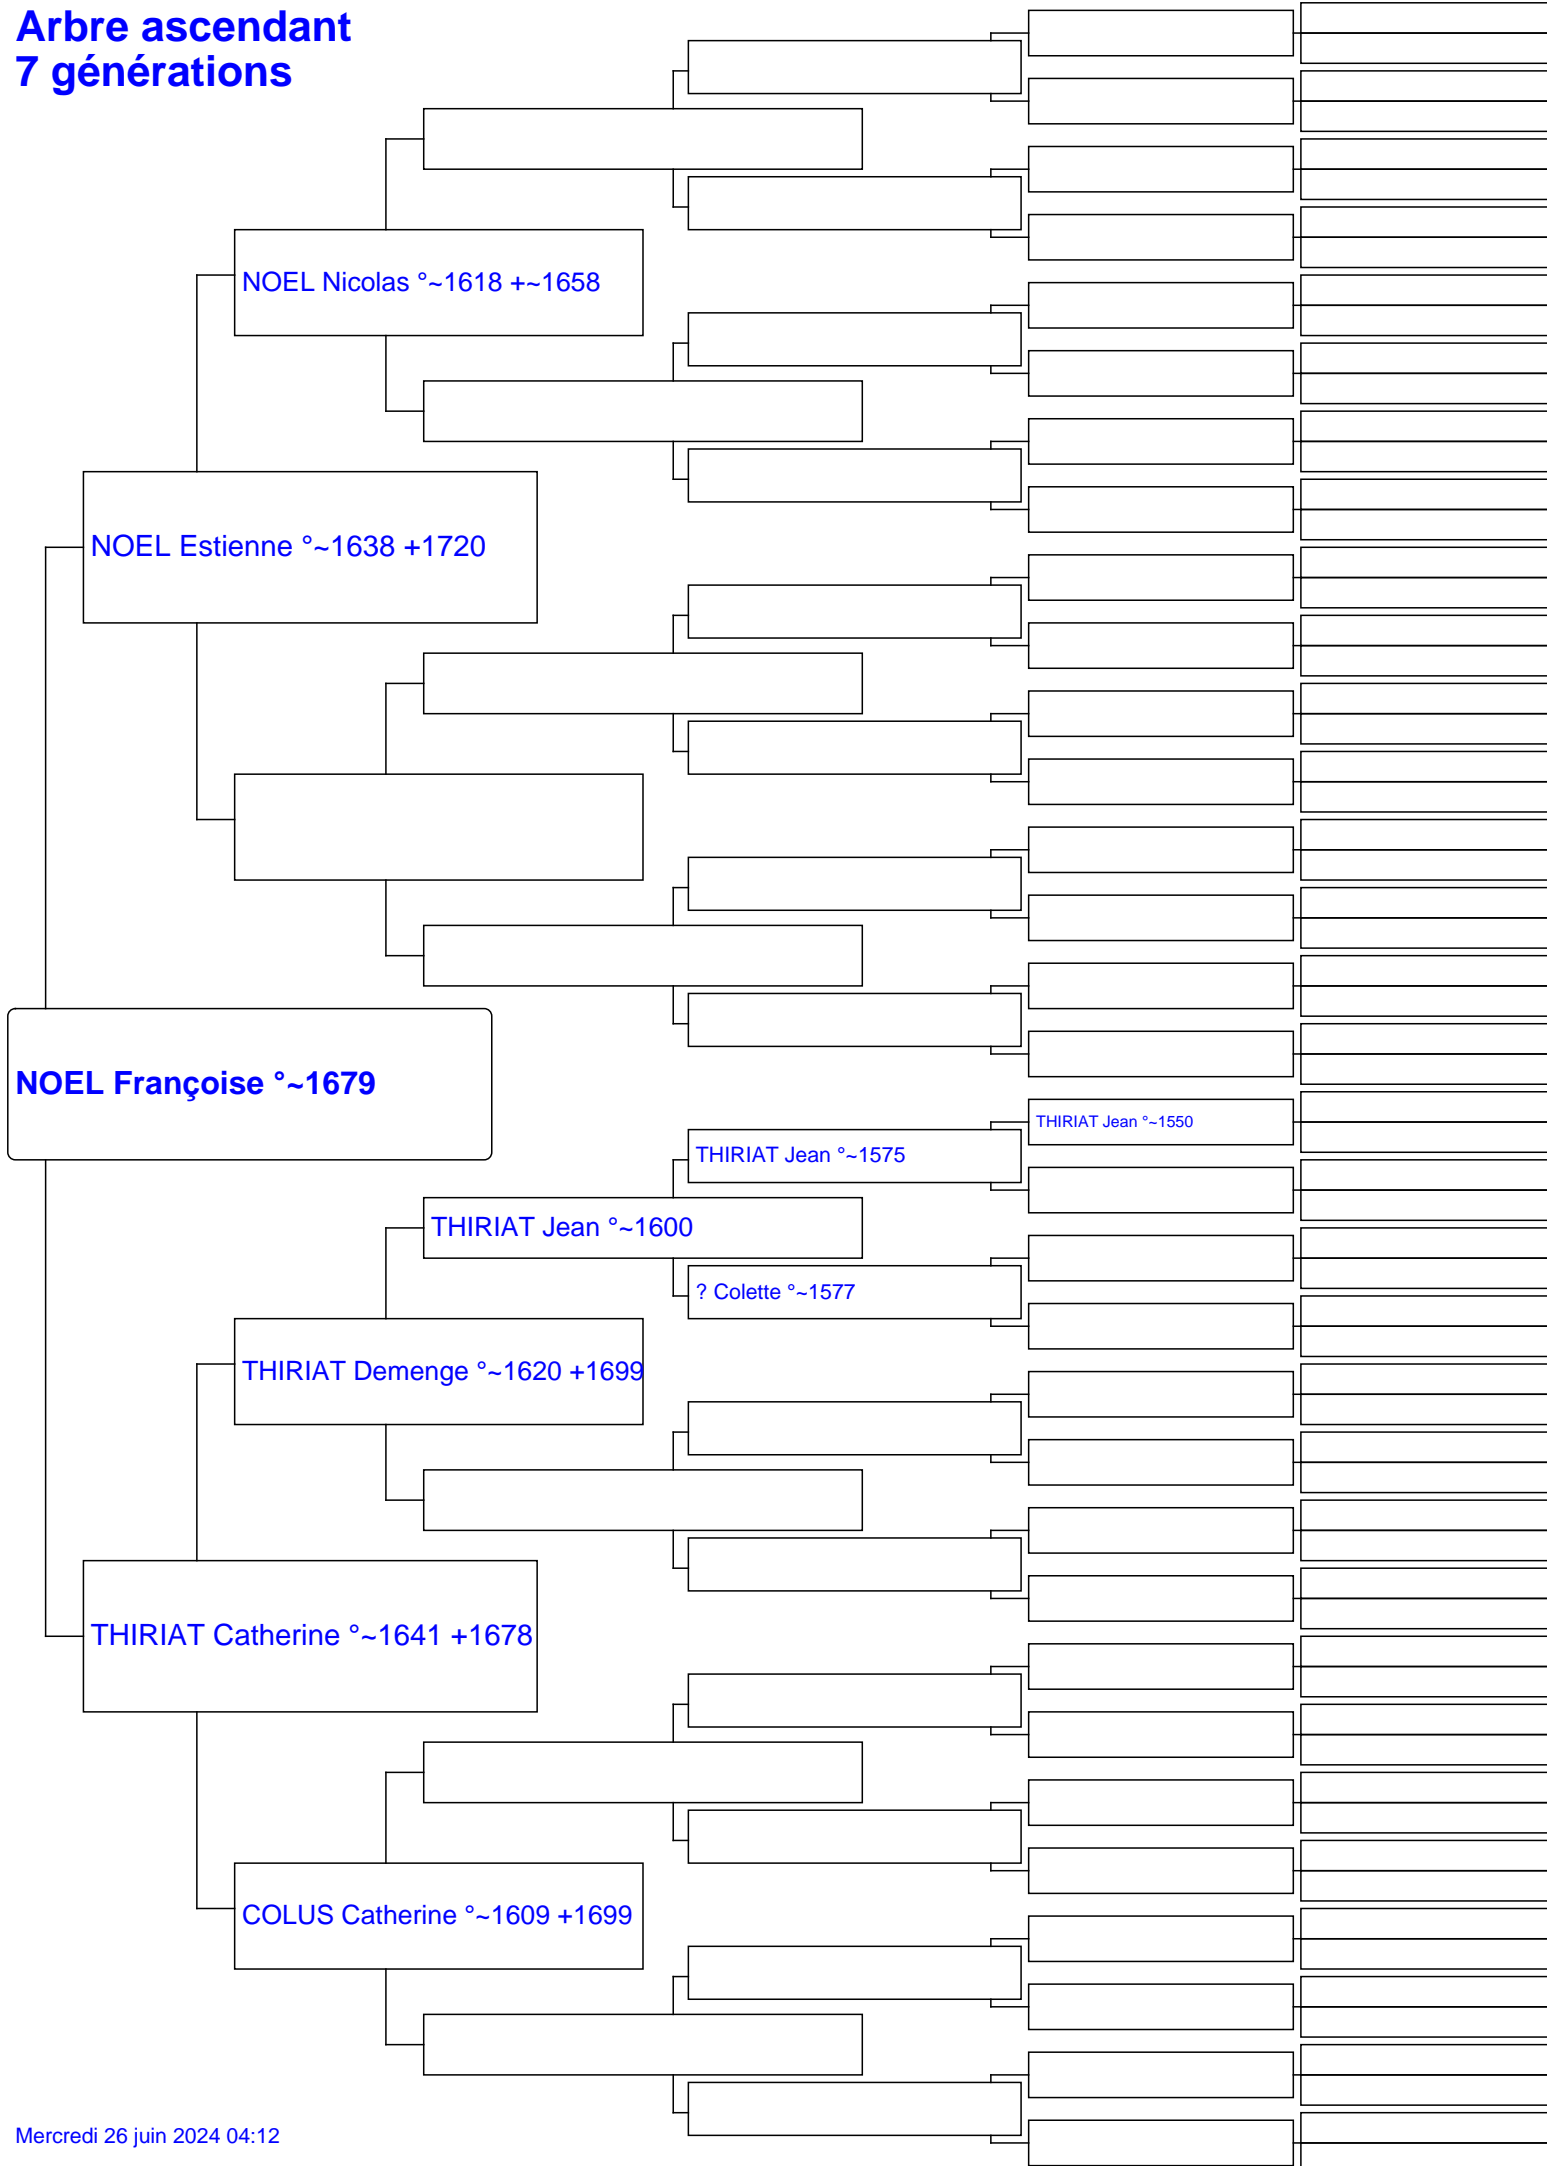 Arbre ascendant
7 générations
NOEL Nicolas °~1618 +~1658
NOEL Estienne °~1638 +1720
NOEL Françoise °~1679
THIRIAT Jean °~1550
THIRIAT Jean °~1575
THIRIAT Jean °~1600
? Colette °~1577
THIRIAT Demenge °~1620 +1699
THIRIAT Catherine °~1641 +1678
COLUS Catherine °~1609 +1699
Mercredi 26 juin 2024 04:12